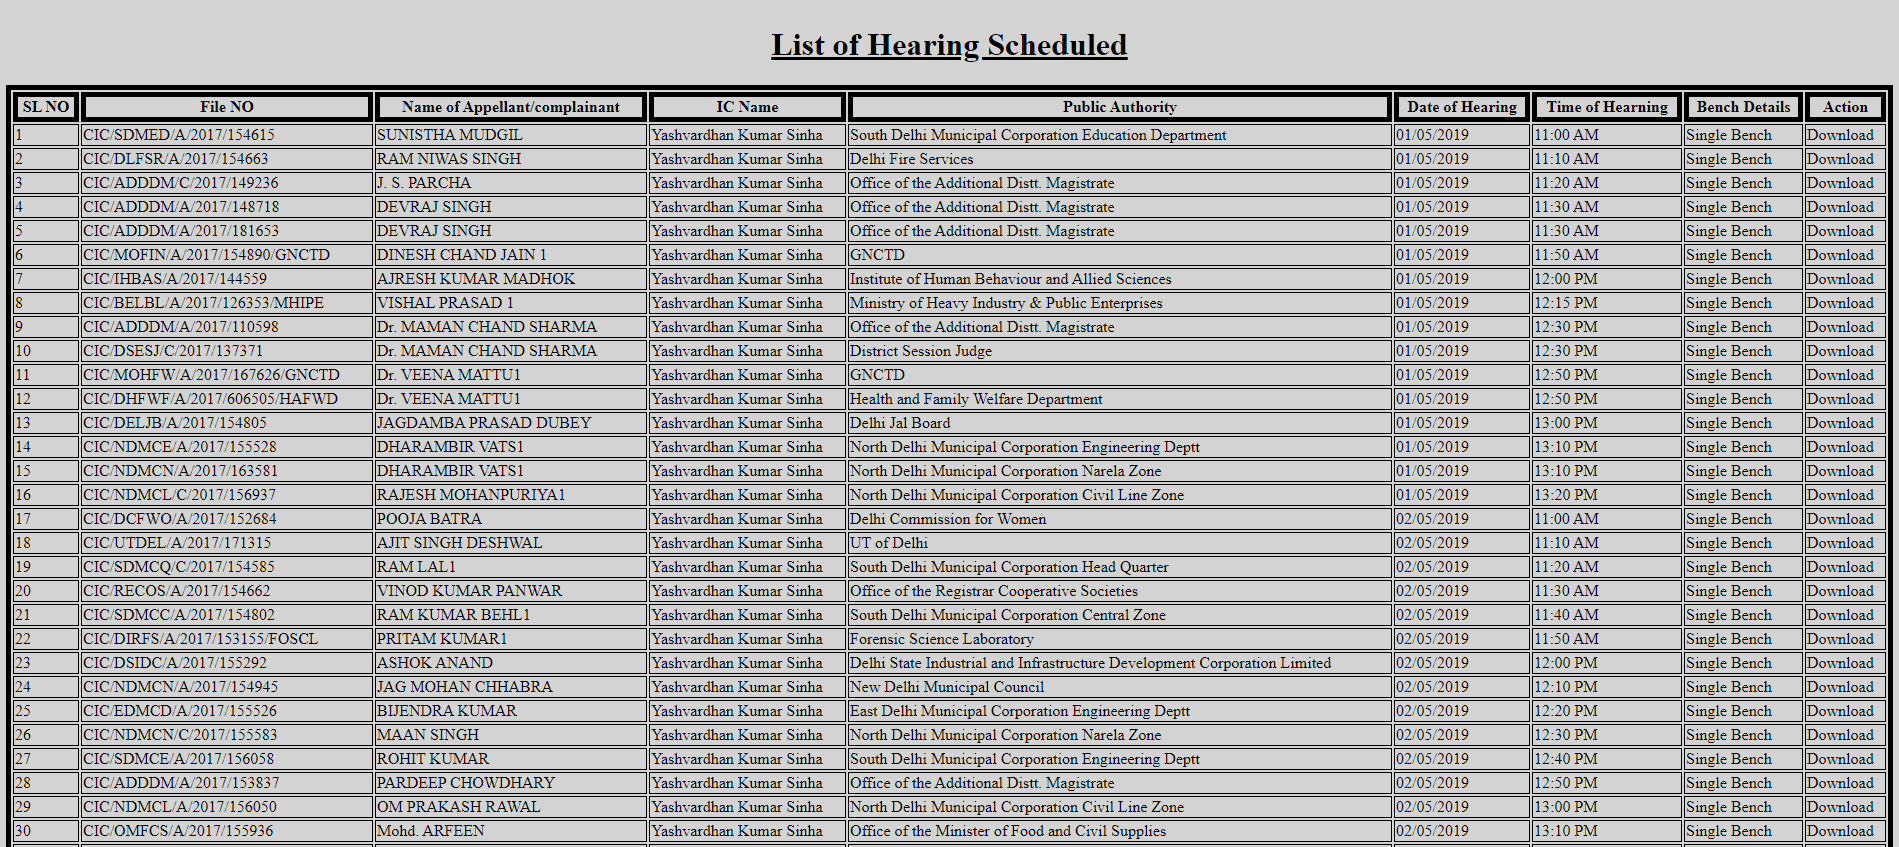 List of Hearing Scheduled
SL NO File NO Name of Appellant/complainant IC Name Public Authority Date of Hearing Time of Hearning Bench Details Action
1 CIC/SDMED/A/2017/154615 SUNISTHA MUDGIL Yashvardhan Kumar Sinha South Delhi Municipal Corporation Education Department 01/05/2019 11:00 AM Single Bench Download
2 CIC/DLFSR/A/2017/154663 RAM NIWAS SINGH Yashvardhan Kumar Sinha Delhi Fire Services 01/05/2019 11:10 AM Single Bench Download
3 CIC/ADDDM/C/2017/149236 J. S. PARCHA Yashvardhan Kumar Sinha Office of the Additional Distt. Magistrate 01/05/2019 11:20 AM Single Bench Download
4 CIC/ADDDM/A/2017/148718 DEVRAJ SINGH Yashvardhan Kumar Sinha Office of the Additional Distt. Magistrate 01/05/2019 11:30 AM Single Bench Download
5 CIC/ADDDM/A/2017/181653 DEVRAJ SINGH Yashvardhan Kumar Sinha Office of the Additional Distt. Magistrate 01/05/2019 11:30 AM Single Bench Download
6 CIC/MOFIN/A/2017/154890/GNCTD DINESH CHAND JAIN 1 Yashvardhan Kumar Sinha GNCTD 01/05/2019 11:50 AM Single Bench Download
7 CIC/IHBAS/A/2017/144559 AJRESH KUMAR MADHOK Yashvardhan Kumar Sinha Institute of Human Behaviour and Allied Sciences 01/05/2019 12:00 PM Single Bench Download
8 CIC/BELBL/A/2017/126353/MHIPE VISHAL PRASAD 1 Yashvardhan Kumar Sinha Ministry of Heavy Industry & Public Enterprises 01/05/2019 12:15 PM Single Bench Download
9 CIC/ADDDM/A/2017/110598 Dr. MAMAN CHAND SHARMA Yashvardhan Kumar Sinha Office of the Additional Distt. Magistrate 01/05/2019 12:30 PM Single Bench Download
10 CIC/DSESJ/C/2017/137371 Dr. MAMAN CHAND SHARMA Yashvardhan Kumar Sinha District Session Judge 01/05/2019 12:30 PM Single Bench Download
11 CIC/MOHFW/A/2017/167626/GNCTD Dr. VEENA MATTU1 Yashvardhan Kumar Sinha GNCTD 01/05/2019 12:50 PM Single Bench Download
12 CIC/DHFWF/A/2017/606505/HAFWD Dr. VEENA MATTU1 Yashvardhan Kumar Sinha Health and Family Welfare Department 01/05/2019 12:50 PM Single Bench Download
13 CIC/DELJB/A/2017/154805 JAGDAMBA PRASAD DUBEY Yashvardhan Kumar Sinha Delhi Jal Board 01/05/2019 13:00 PM Single Bench Download
14 CIC/NDMCE/A/2017/155528 DHARAMBIR VATS1 Yashvardhan Kumar Sinha North Delhi Municipal Corporation Engineering Deptt 01/05/2019 13:10 PM Single Bench Download
15 CIC/NDMCN/A/2017/163581 DHARAMBIR VATS1 Yashvardhan Kumar Sinha North Delhi Municipal Corporation Narela Zone 01/05/2019 13:10 PM Single Bench Download
16 CIC/NDMCL/C/2017/156937 RAJESH MOHANPURIYA1 Yashvardhan Kumar Sinha North Delhi Municipal Corporation Civil Line Zone 01/05/2019 13:20 PM Single Bench Download
17 CIC/DCFWO/A/2017/152684 POOJA BATRA Yashvardhan Kumar Sinha Delhi Commission for Women 02/05/2019 11:00 AM Single Bench Download
18 CIC/UTDEL/A/2017/171315 AJIT SINGH DESHWAL Yashvardhan Kumar Sinha UT of Delhi 02/05/2019 11:10 AM Single Bench Download
19 CIC/SDMCQ/C/2017/154585 RAM LAL1 Yashvardhan Kumar Sinha South Delhi Municipal Corporation Head Quarter 02/05/2019 11:20 AM Single Bench Download
20 CIC/RECOS/A/2017/154662 VINOD KUMAR PANWAR Yashvardhan Kumar Sinha Office of the Registrar Cooperative Societies 02/05/2019 11:30 AM Single Bench Download
21 CIC/SDMCC/A/2017/154802 RAM KUMAR BEHL1 Yashvardhan Kumar Sinha South Delhi Municipal Corporation Central Zone 02/05/2019 11:40 AM Single Bench Download
22 CIC/DIRFS/A/2017/153155/FOSCL PRITAM KUMAR1 Yashvardhan Kumar Sinha Forensic Science Laboratory 02/05/2019 11:50 AM Single Bench Download
23 CIC/DSIDC/A/2017/155292 ASHOK ANAND Yashvardhan Kumar Sinha Delhi State Industrial and Infrastructure Development Corporation Limited 02/05/2019 12:00 PM Single Bench Download
24 CIC/NDMCN/A/2017/154945 JAG MOHAN CHHABRA Yashvardhan Kumar Sinha New Delhi Municipal Council 02/05/2019 12:10 PM Single Bench Download
25 CIC/EDMCD/A/2017/155526 BIJENDRA KUMAR Yashvardhan Kumar Sinha East Delhi Municipal Corporation Engineering Deptt 02/05/2019 12:20 PM Single Bench Download
26 CIC/NDMCN/C/2017/155583 MAAN SINGH Yashvardhan Kumar Sinha North Delhi Municipal Corporation Narela Zone 02/05/2019 12:30 PM Single Bench Download
27 CIC/SDMCE/A/2017/156058 ROHIT KUMAR Yashvardhan Kumar Sinha South Delhi Municipal Corporation Engineering Deptt 02/05/2019 12:40 PM Single Bench Download
28 CIC/ADDDM/A/2017/153837 PARDEEP CHOWDHARY Yashvardhan Kumar Sinha Office of the Additional Distt. Magistrate 02/05/2019 12:50 PM Single Bench Download
29 CIC/NDMCL/A/2017/156050 OM PRAKASH RAWAL Yashvardhan Kumar Sinha North Delhi Municipal Corporation Civil Line Zone 02/05/2019 13:00 PM Single Bench Download
30 CIC/OMFCS/A/2017/155936 Mohd. ARFEEN Yashvardhan Kumar Sinha Office of the Minister of Food and Civil Supplies 02/05/2019 13:10 PM Single Bench Download